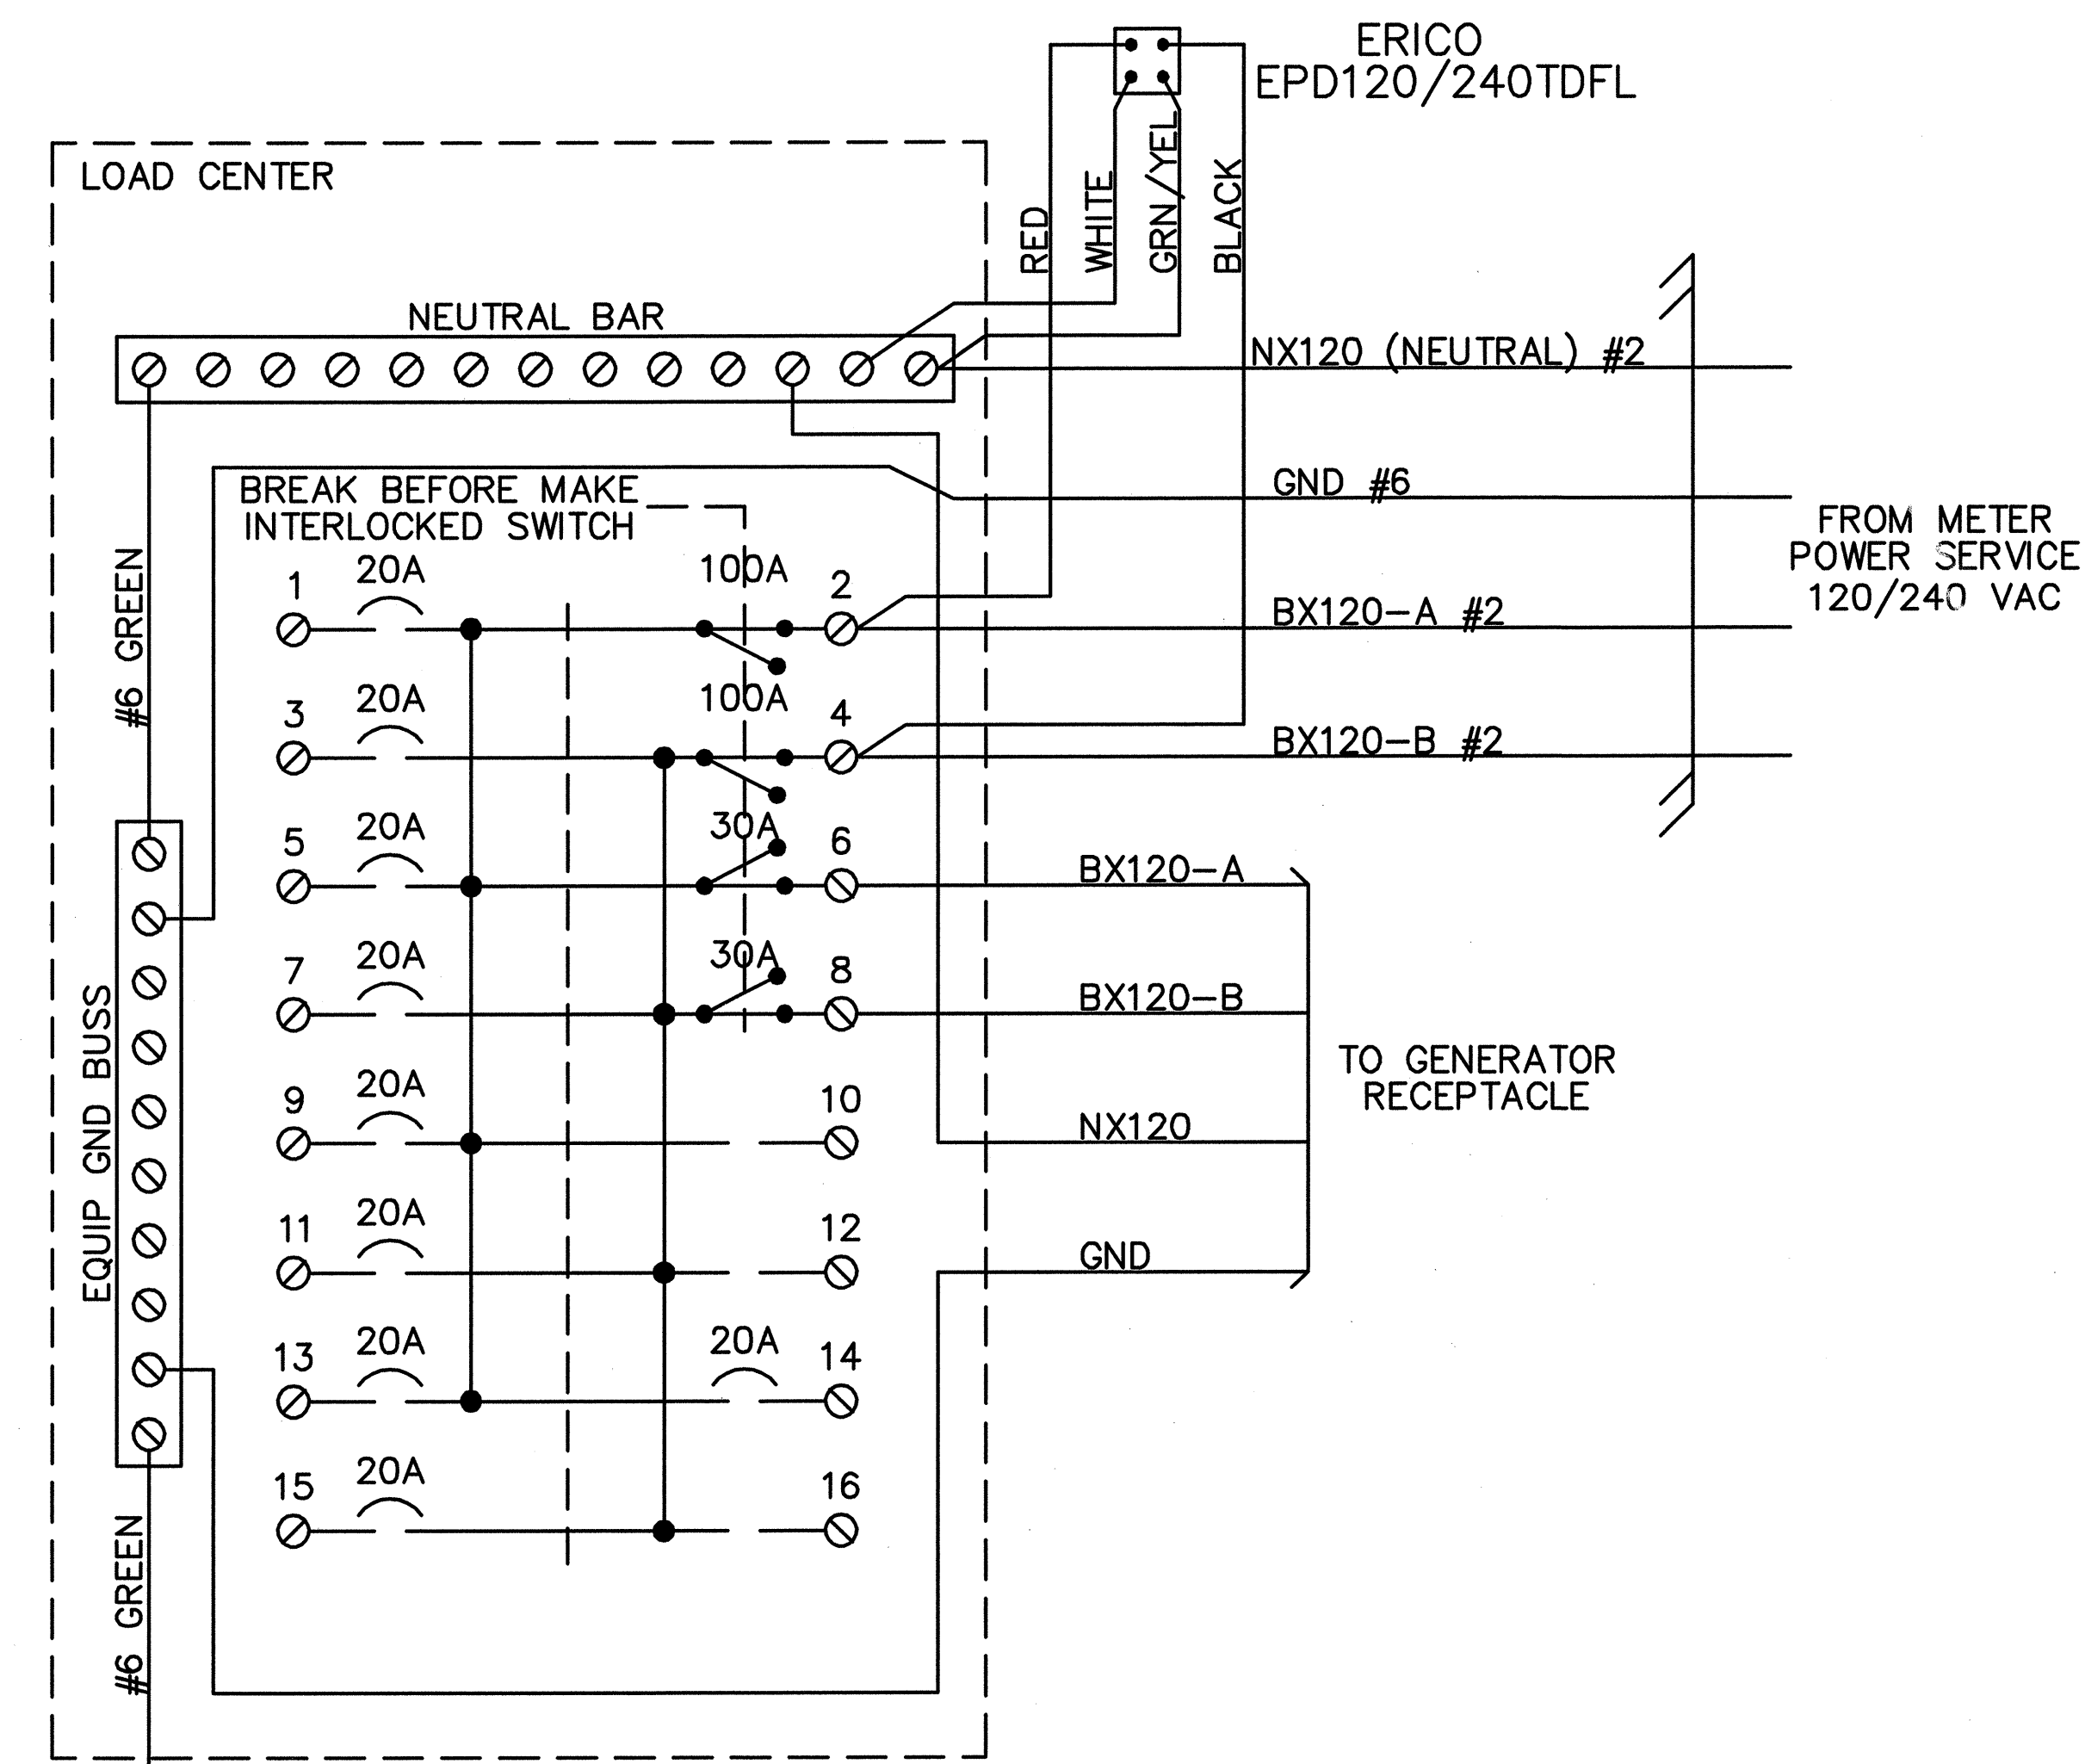 ERICO
EPD120/240TDFL
LOAD CENTER
RED
WHITE
GRN/YEL
BLACK
NEUTRAL BAR
NX120 (NEUTRAL) #2
GND #6
FROM METER
POWER SERVICE
120/240 VAC
BREAK BEFORE MAKE
INTERLOCKED SWITCH
#6 GREEN
1 20A 100A 2
BX120-A #2
3 20A 100A 4
BX120-B #2
5 20A 30A 6
BX120-A
7 20A 30A 8
BX120-B
EQUIP GND BUSS
TO GENERATOR
RECEPTACLE
9 20A 10
NX120
11 20A 12
GND
13 20A 20A 14
15 20A 16
#6 GREEN